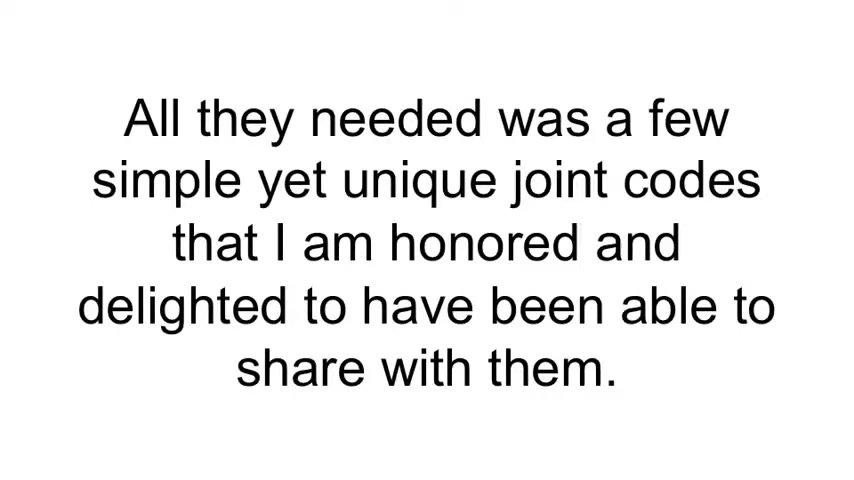 All they needed was a few
simple yet unique joint codes
that I am honored and
delighted to have been able to
share with them.